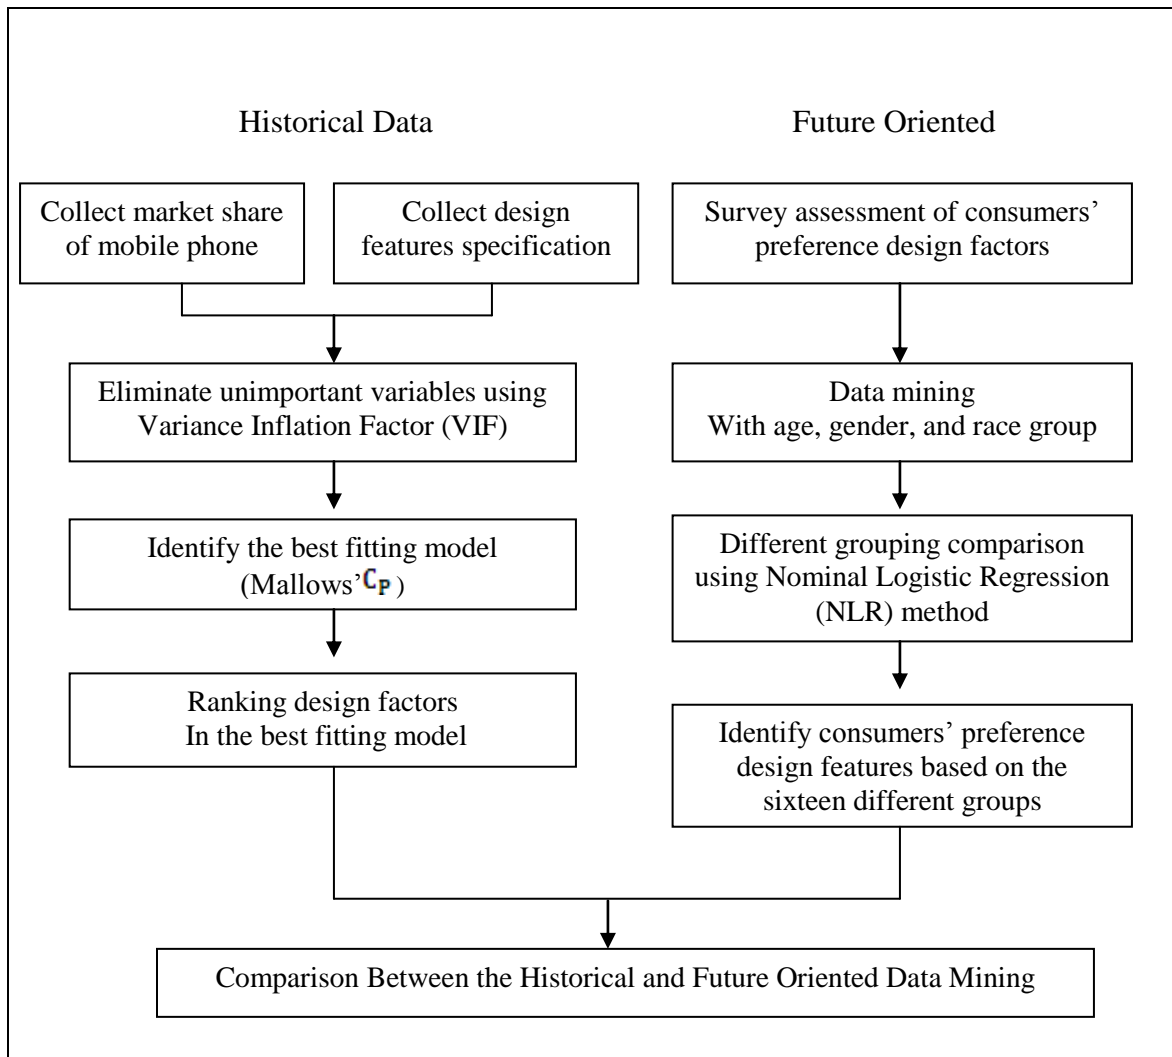 Historical Data
Collect market share
of mobile phone
Collect design
features specification
Eliminate unimportant variables using
Variance Inflation Factor (VIF)
Identify the best fitting model
(Mallows’ Cₚ )
Ranking design factors
In the best fitting model
Future Oriented
Survey assessment of consumers’
preference design factors
Data mining
With age, gender, and race group
Different grouping comparison
using Nominal Logistic Regression
(NLR) method
Identify consumers’ preference
design features based on the
sixteen different groups
Comparison Between the Historical and Future Oriented Data Mining